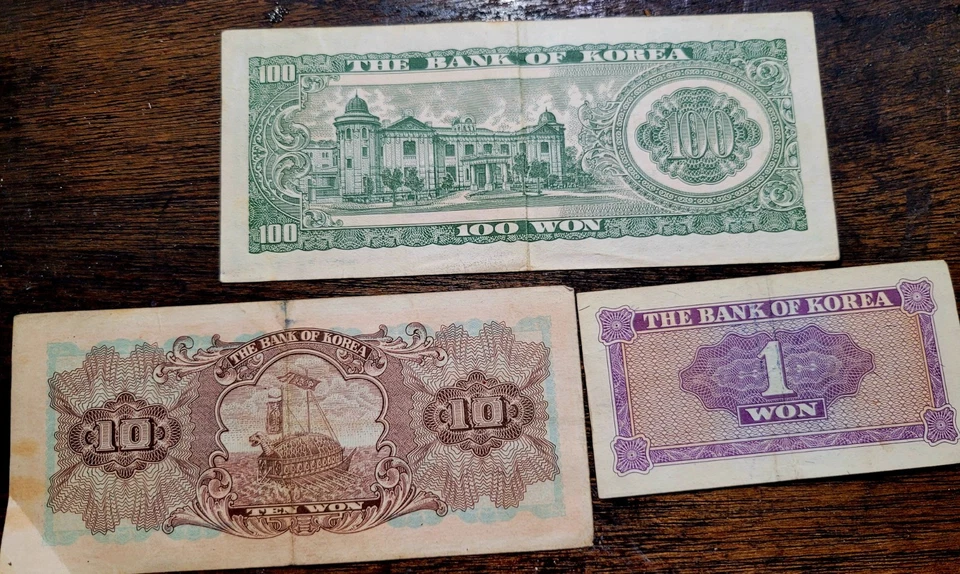 THE BANK OF KOREA
100
100
100
100 WON
THE BANK OF KOREA
10
10
TEN WON
THE BANK OF KOREA
1
WON